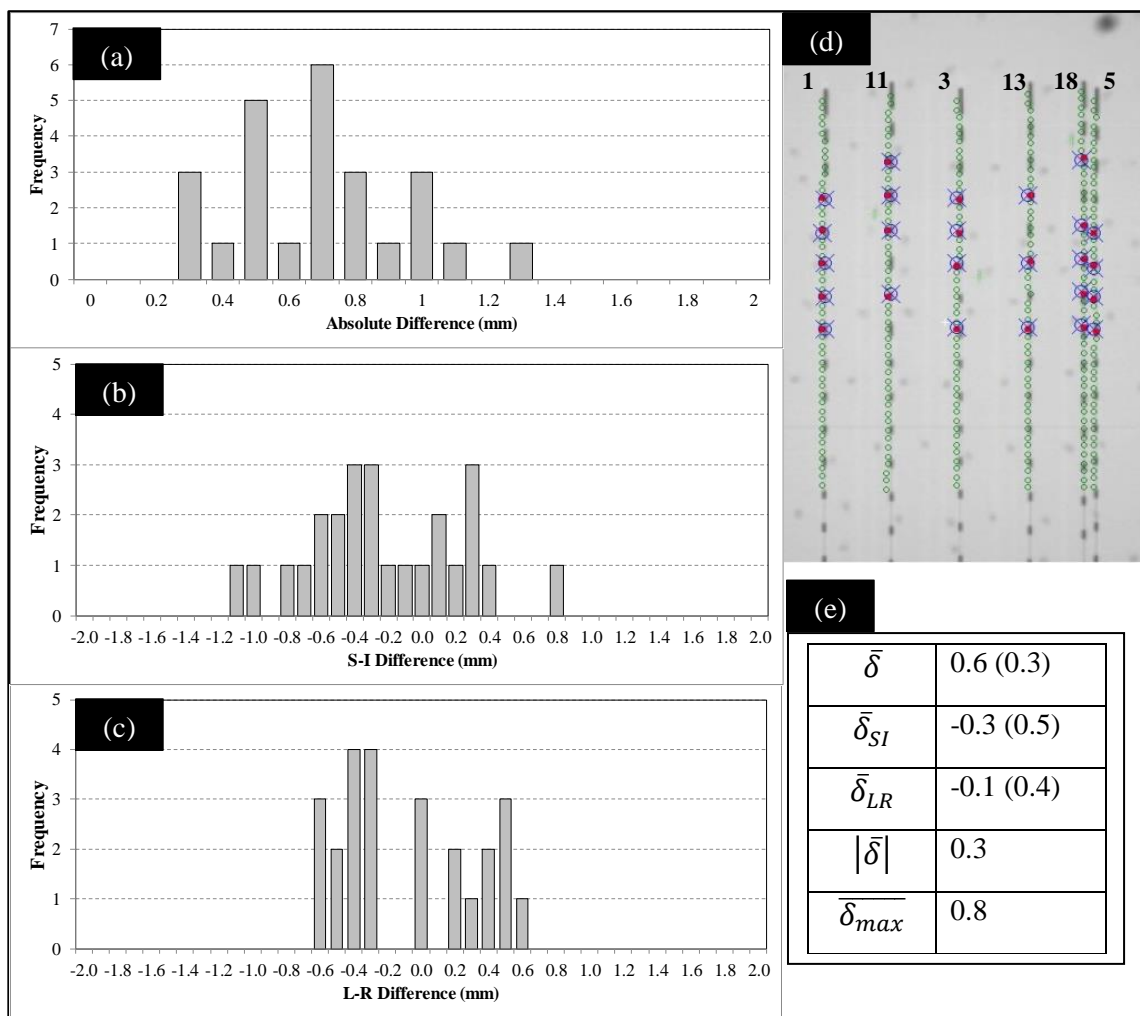 (a)
7
6
5
4
3
2
1
0
Frequency
0 0.2 0.4 0.6 0.8 1 1.2 1.4 1.6 1.8 2
Absolute Difference (mm)
(b)
5
4
3
2
1
0
Frequency
-2.0 -1.8 -1.6 -1.4 -1.2 -1.0 -0.8 -0.6 -0.4 -0.2 0.0 0.2 0.4 0.6 0.8 1.0 1.2 1.4 1.6 1.8 2.0
S-I Difference (mm)
(c)
5
4
3
2
1
0
Frequency
-2.0 -1.8 -1.6 -1.4 -1.2 -1.0 -0.8 -0.6 -0.4 -0.2 0.0 0.2 0.4 0.6 0.8 1.0 1.2 1.4 1.6 1.8 2.0
L-R Difference (mm)
(d)
1 11 3 13 18 5
(e)
δ̄ 0.6 (0.3)
δ̄SI -0.3 (0.5)
δ̄LR -0.1 (0.4)
|δ̄| 0.3
δmax 0.8